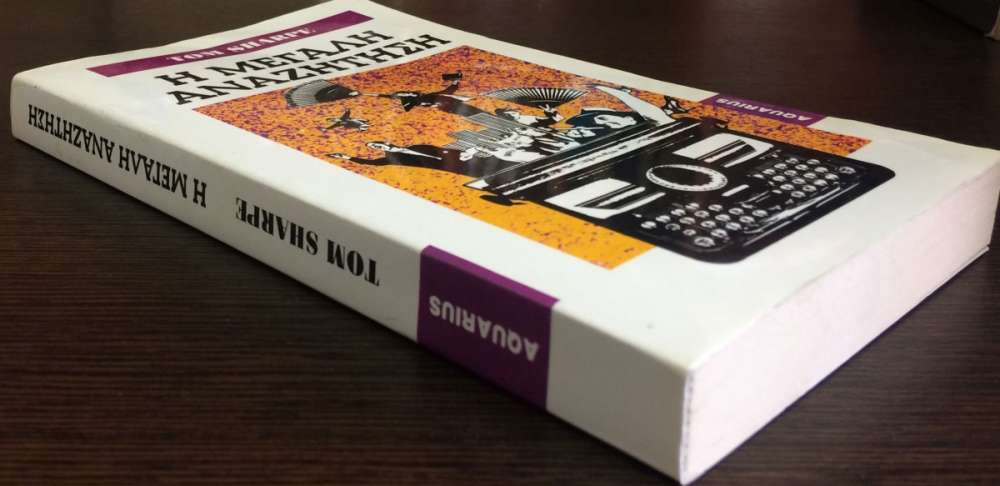 TOM SHARPE
Η ΜΕΓΑΛΗ
ΑΝΑΖΗΤΗΣΗ
AQUARIUS
AQUARIUS
TOM SHARPE
Η ΜΕΓΑΛΗ ΑΝΑΖΗΤΗΣΗ